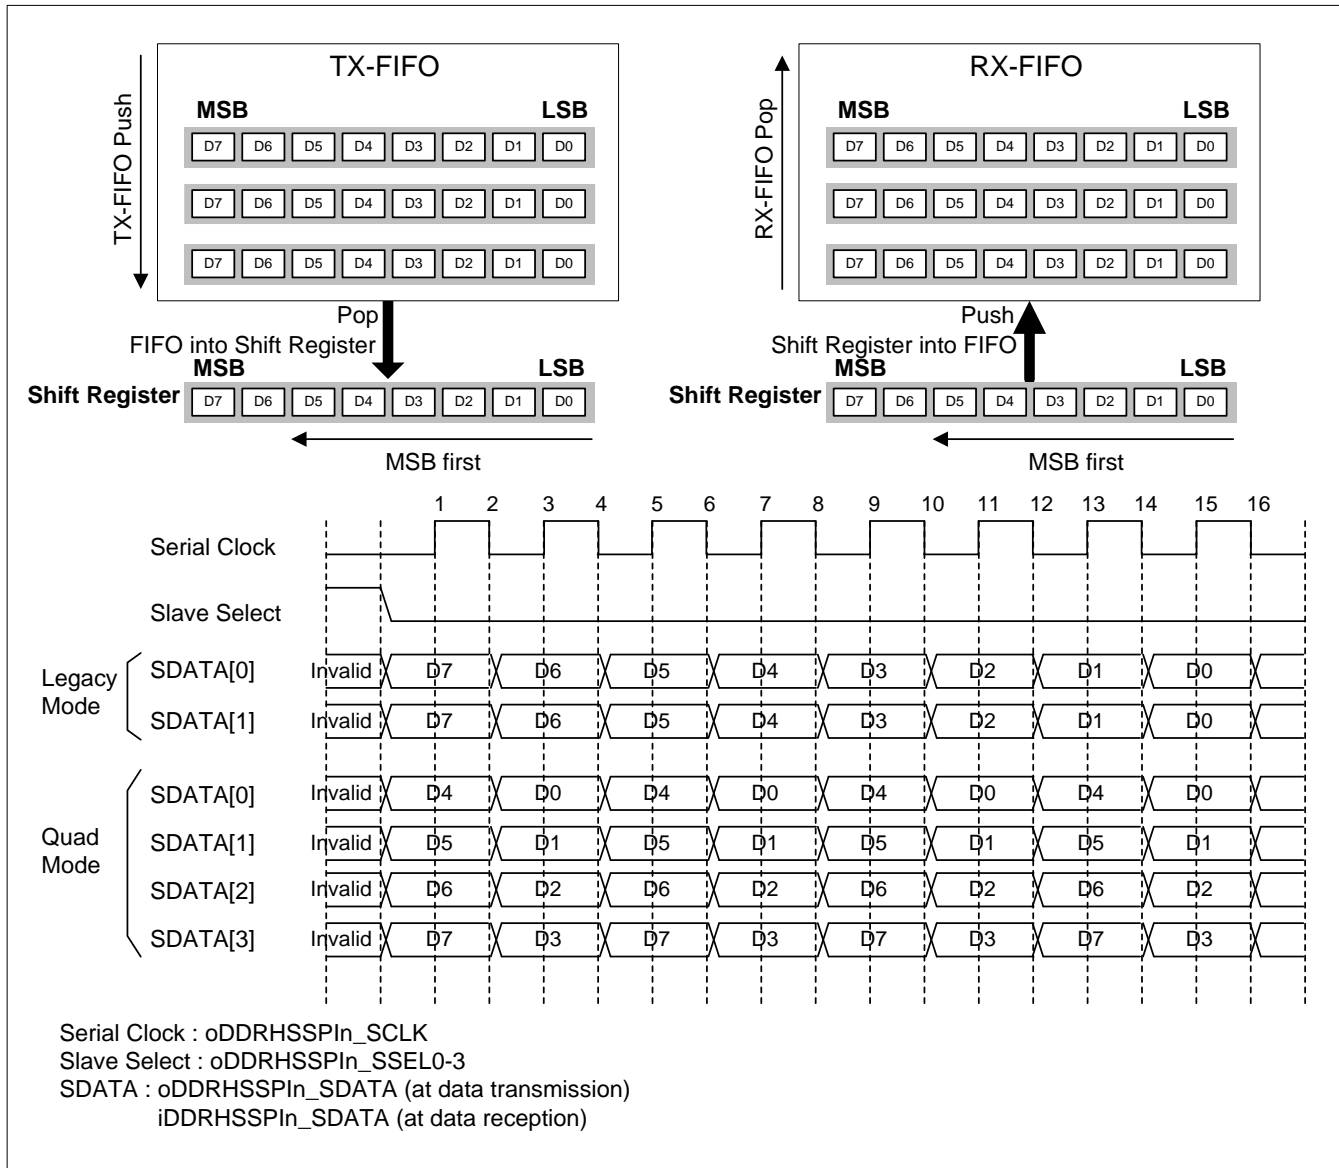 TX-FIFO
RX-FIFO
TX-FIFO Push
RX-FIFO Pop
MSB LSB
D7 D6 D5 D4 D3 D2 D1 D0
D7 D6 D5 D4 D3 D2 D1 D0
D7 D6 D5 D4 D3 D2 D1 D0
MSB LSB
D7 D6 D5 D4 D3 D2 D1 D0
D7 D6 D5 D4 D3 D2 D1 D0
D7 D6 D5 D4 D3 D2 D1 D0
Pop
FIFO into Shift Register
MSB LSB
Shift Register D7 D6 D5 D4 D3 D2 D1 D0
MSB first
Push
Shift Register into FIFO
MSB LSB
Shift Register D7 D6 D5 D4 D3 D2 D1 D0
MSB first
1 2 3 4 5 6 7 8 9 10 11 12 13 14 15 16
Serial Clock
Slave Select
Legacy
Mode
SDATA[0] Invalid D7 D6 D5 D4 D3 D2 D1 D0
SDATA[1] Invalid D7 D6 D5 D4 D3 D2 D1 D0
Quad
Mode
SDATA[0] Invalid D4 D0 D4 D0 D4 D0 D4 D0
SDATA[1] Invalid D5 D1 D5 D1 D5 D1 D5 D1
SDATA[2] Invalid D6 D2 D6 D2 D6 D2 D6 D2
SDATA[3] Invalid D7 D3 D7 D3 D7 D3 D7 D3
Serial Clock : oDDRHSSPIn_SCLK
Slave Select : oDDRHSSPIn_SSEL0-3
SDATA : oDDRHSSPIn_SDATA (at data transmission)
iDDRHSSPIn_SDATA (at data reception)